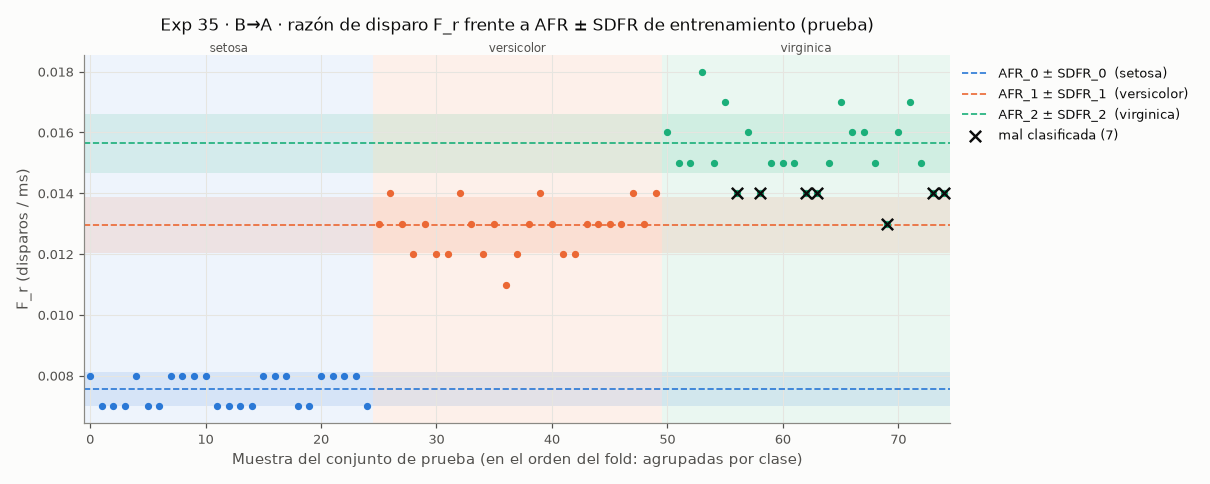 Exp 35 · B→A · razón de disparo F_r frente a AFR ± SDFR de entrenamiento (prueba)
setosa
versicolor
virginica
AFR_0 ± SDFR_0 (setosa)
AFR_1 ± SDFR_1 (versicolor)
AFR_2 ± SDFR_2 (virginica)
mal clasificada (7)
F_r (disparos / ms)
0.018
0.016
0.014
0.012
0.010
0.008
0
10
20
30
40
50
60
70
Muestra del conjunto de prueba (en el orden del fold: agrupadas por clase)